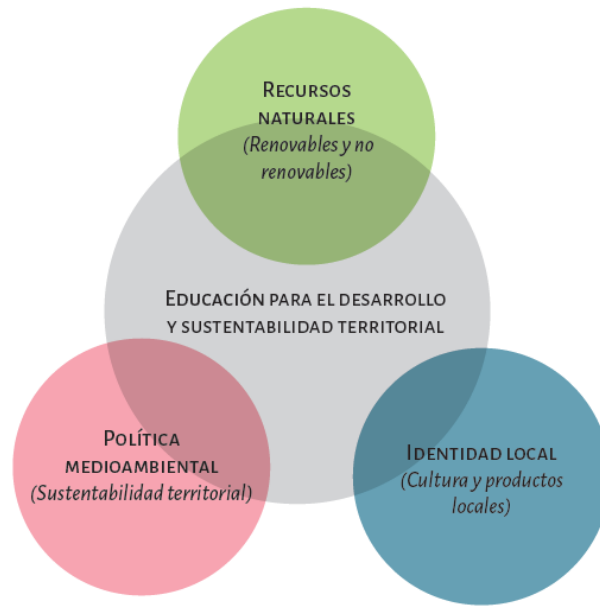 Recursos
naturales
(Renovables y no
renovables)
Educación para el desarrollo
y sustentabilidad territorial
Política
medioambiental
(Sustentabilidad territorial)
Identidad local
(Cultura y productos
locales)